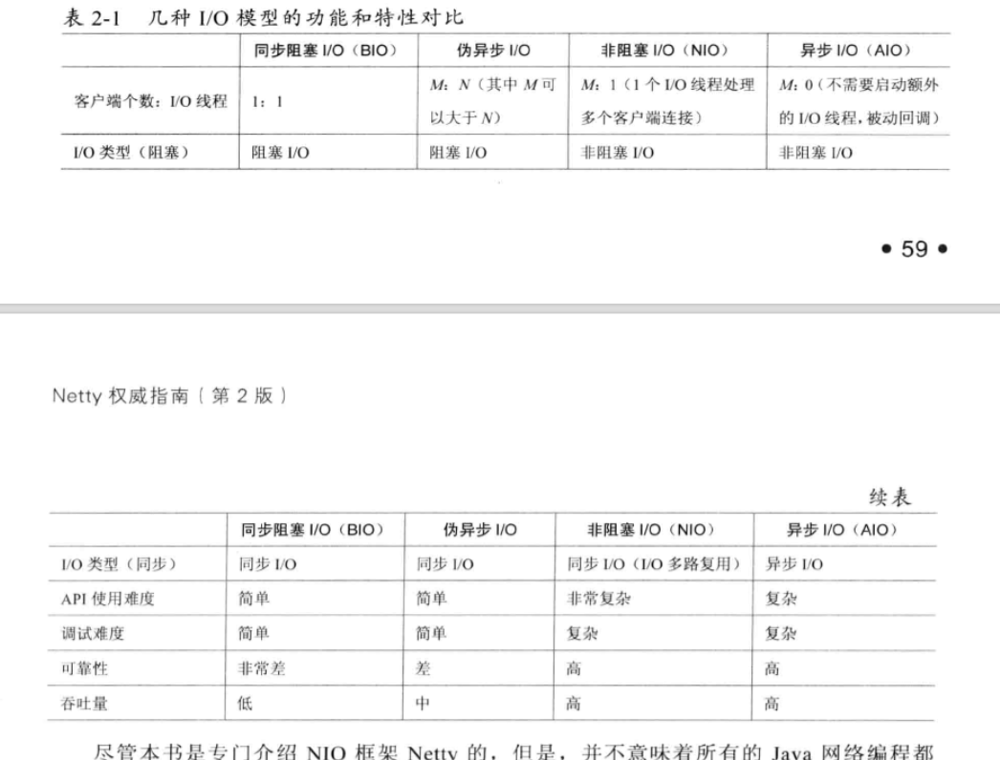 表 2-1 几种 I/O 模型的功能和特性对比
同步阻塞 I/O（BIO） 伪异步 I/O 非阻塞 I/O（NIO） 异步 I/O（AIO）
客户端个数：I/O 线程 1：1 M：N（其中 M 可以大于 N） M：1（1 个 I/O 线程处理多个客户端连接） M：0（不需要启动额外的 I/O 线程，被动回调）
I/O 类型（阻塞） 阻塞 I/O 阻塞 I/O 非阻塞 I/O 非阻塞 I/O
• 59 •
Netty 权威指南（第 2 版）
续表
同步阻塞 I/O（BIO） 伪异步 I/O 非阻塞 I/O（NIO） 异步 I/O（AIO）
I/O 类型（同步） 同步 I/O 同步 I/O 同步 I/O（I/O 多路复用） 异步 I/O
API 使用难度 简单 简单 非常复杂 复杂
调试难度 简单 简单 复杂 复杂
可靠性 非常差 差 高 高
吞吐量 低 中 高 高
尽管本书是专门介绍 NIO 框架 Netty 的，但是，并不意味着所有的 Java 网络编程都